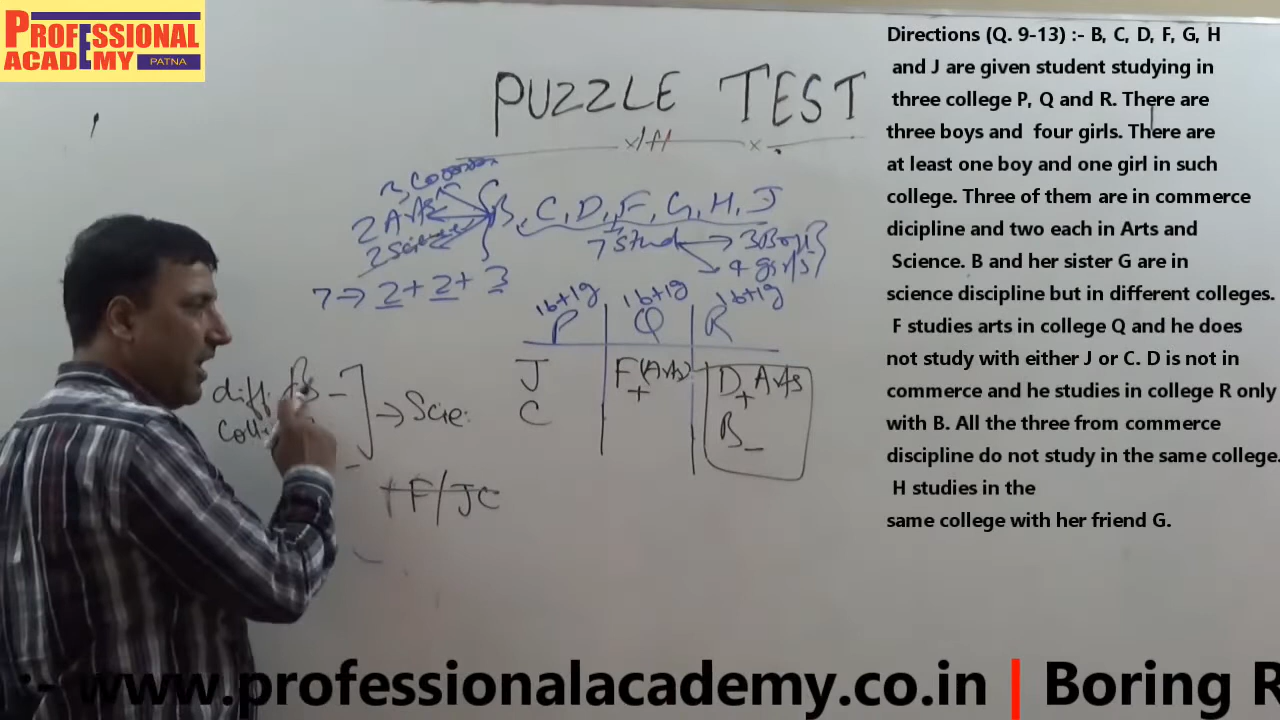 PROFESSIONAL
ACADEMY PATNA
PUZZLE TEST
2 Arts
2 Science
B, C, D, F, G, H, J
7 Stud
3 Boys
4 girls
7 → 2 + 2 + 3
1b+1g 1b+1g 1b+1g
P Q R
J F (Arts) D+ Arts
C + B-
diff.
Coll
→ Scie.
+F/JC
Directions (Q. 9-13) :- B, C, D, F, G, H
and J are given student studying in
three college P, Q and R. There are
three boys and four girls. There are
at least one boy and one girl in such
college. Three of them are in commerce
dicipline and two each in Arts and
Science. B and her sister G are in
science discipline but in different colleges.
F studies arts in college Q and he does
not study with either J or C. D is not in
commerce and he studies in college R only
with B. All the three from commerce
discipline do not study in the same college.
H studies in the
same college with her friend G.
:- www.professionalacademy.co.in | Boring R